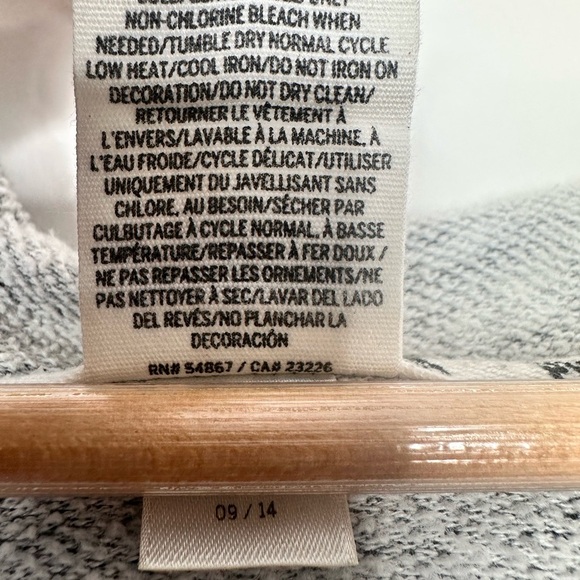 NON-CHLORINE BLEACH WHEN
NEEDED/TUMBLE DRY NORMAL CYCLE
LOW HEAT/COOL IRON/DO NOT IRON ON
DECORATION/DO NOT DRY CLEAN/
RETOURNER LE VÊTEMENT À
L'ENVERS/LAVABLE À LA MACHINE, À
L'EAU FROIDE/CYCLE DÉLICAT/UTILISER
UNIQUEMENT DU JAVELLISANT SANS
CHLORE, AU BESOIN/SÉCHER PAR
CULBUTAGE À CYCLE NORMAL, À BASSE
TEMPÉRATURE/REPASSER À FER DOUX/
NE PAS REPASSER LES ORNEMENTS/NE
PAS NETTOYER À SEC/LAVAR DEL LADO
DEL REVÉS/NO PLANCHAR LA
DECORACIÓN
RN# 54867 / CA# 23226
09 / 14